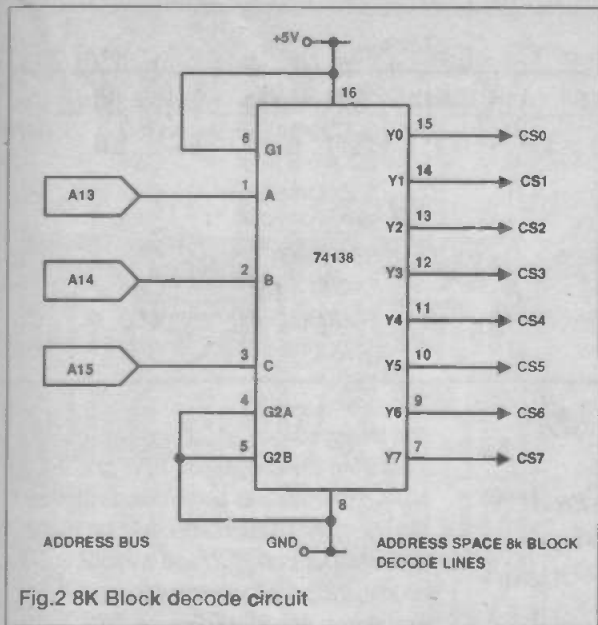 +5V
16
6 G1
Y0 15 CS0
A13 1 A
Y1 14 CS1
Y2 13 CS2
74138
A14 2 B
Y3 12 CS3
Y4 11 CS4
A15 3 C
Y5 10 CS5
4 G2A
Y6 9 CS6
5 G2B
Y7 7 CS7
8
ADDRESS BUS
GND
ADDRESS SPACE 8k BLOCK
DECODE LINES
Fig.2 8K Block decode circuit